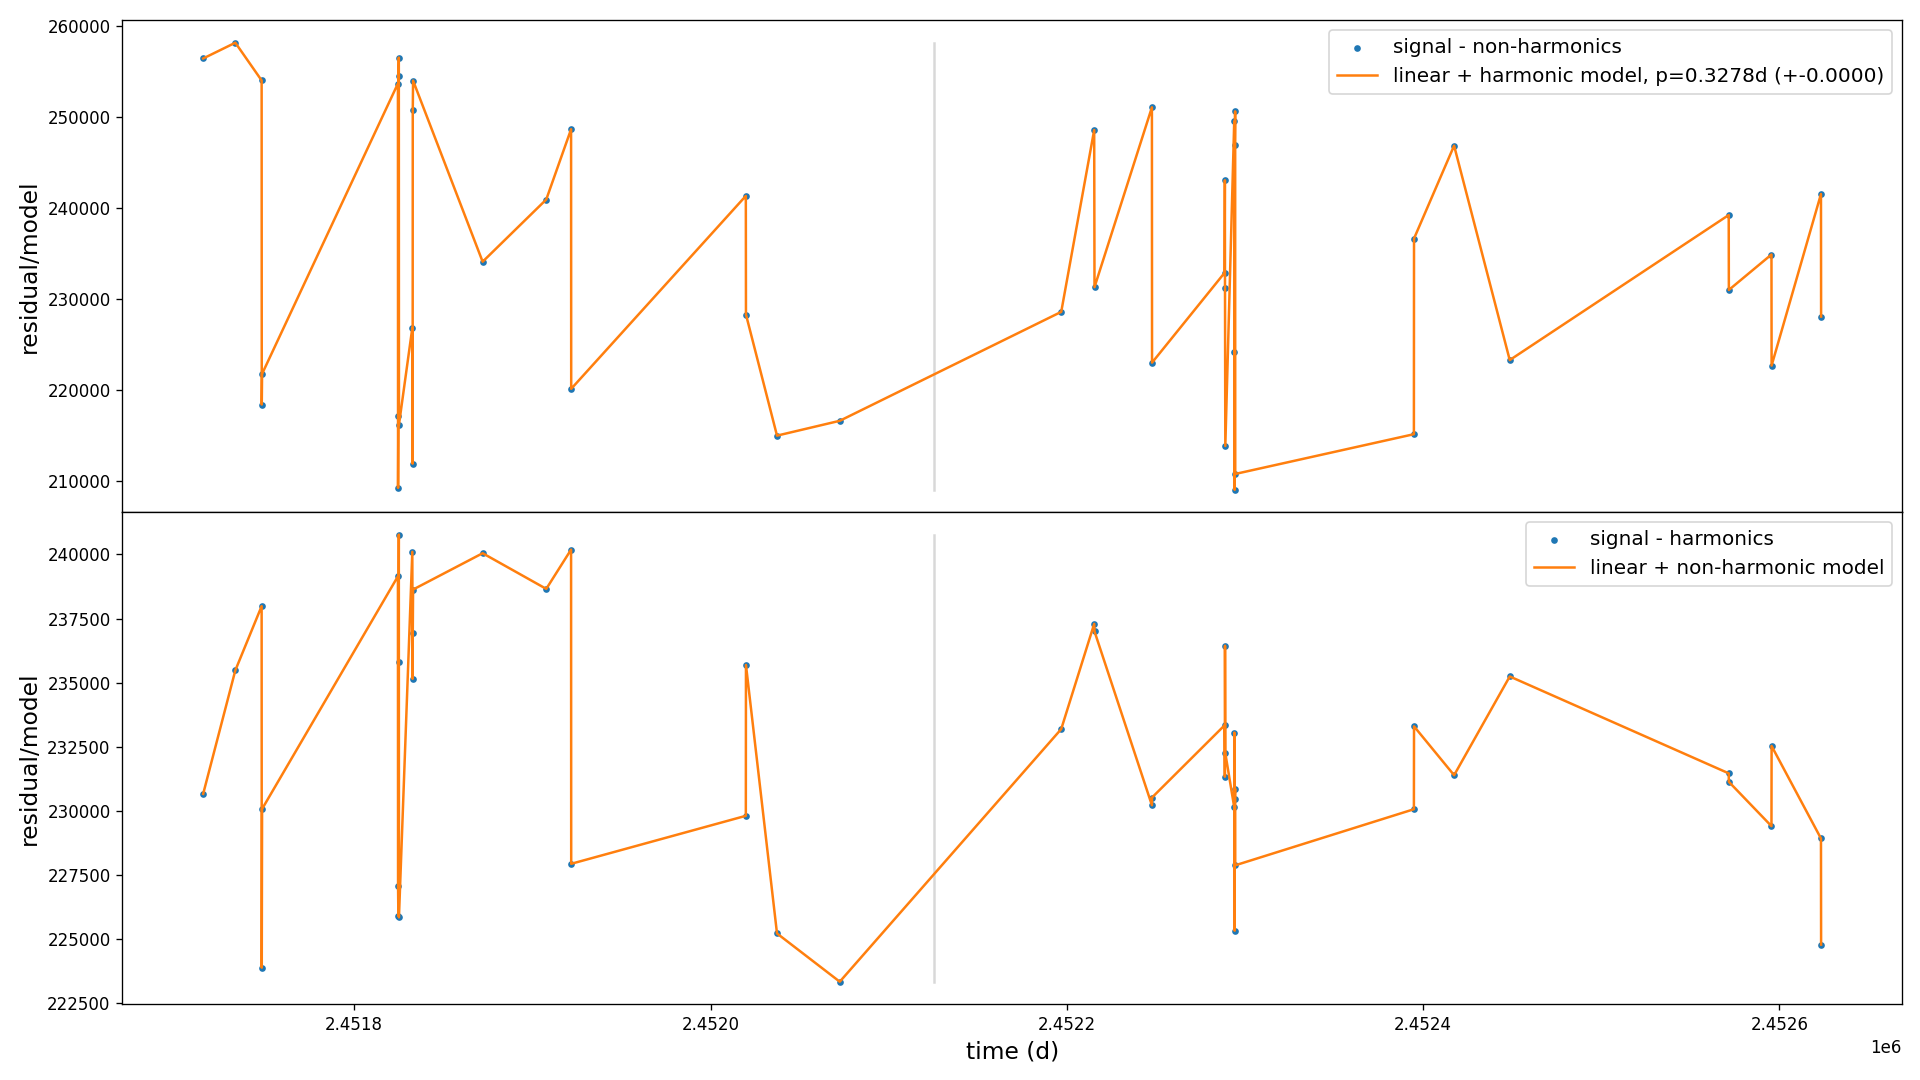 260000
250000
240000
230000
220000
210000
residual/model
signal - non-harmonics
linear + harmonic model, p=0.3278d (+-0.0000)
240000
237500
235000
232500
230000
227500
225000
222500
residual/model
signal - harmonics
linear + non-harmonic model
2.4518
2.4520
2.4522
2.4524
2.4526
1e6
time (d)